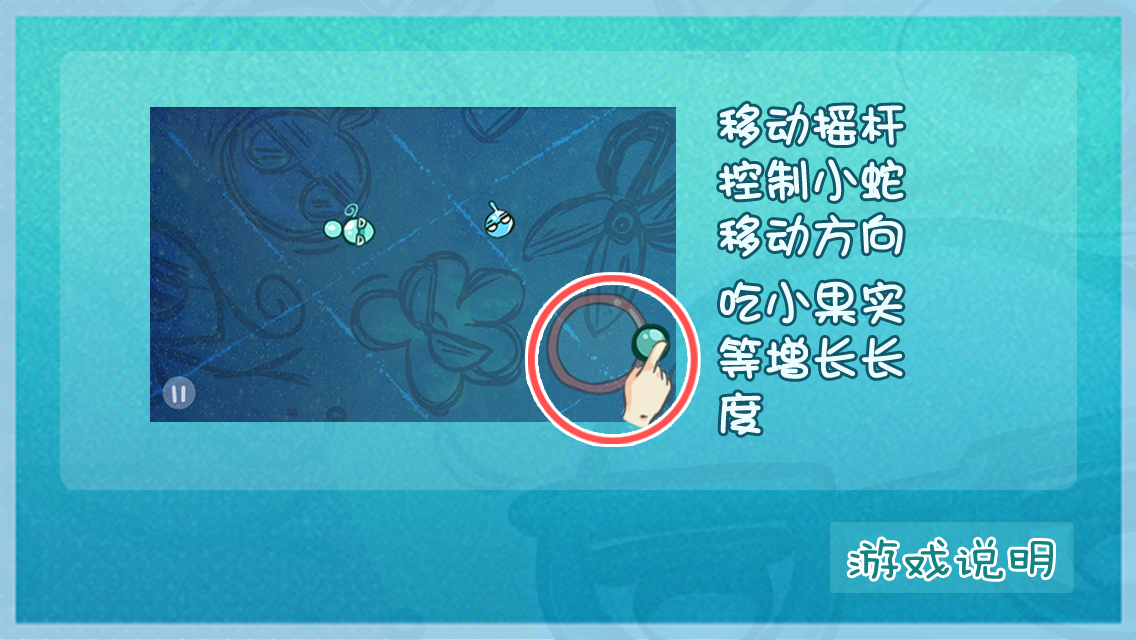 移动摇杆
控制小蛇
移动方向
吃小果实
等增长长
度
游戏说明